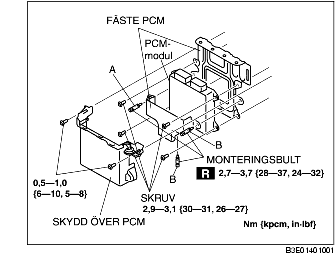 FÄSTE PCM
PCM-
modul
A
B
MONTERINGSBULT
R 2,7—3,7 {28—37, 24—32}
B
0,5—1,0
{6—10, 5—8}
SKRUV
2,9—3,1 {30—31, 26—27}
SKYDD ÖVER PCM
Nm {kpcm, in-lbf}
B3E01401001